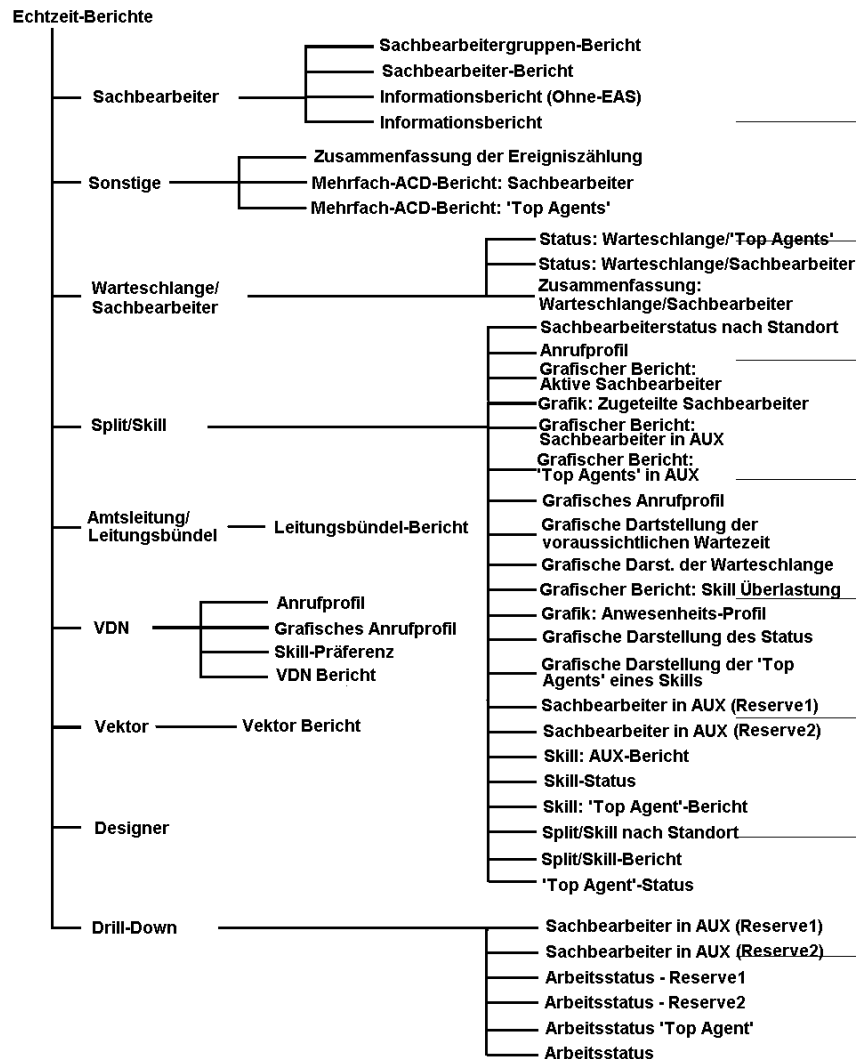 Echtzeit-Berichte
Sachbearbeiter
Sachbearbeitergruppen-Bericht
Sachbearbeiter-Bericht
Informationsbericht (Ohne-EAS)
Informationsbericht
Sonstige
Zusammenfassung der Ereigniszählung
Mehrfach-ACD-Bericht: Sachbearbeiter
Mehrfach-ACD-Bericht: 'Top Agents'
Warteschlange/
Sachbearbeiter
Status: Warteschlange/'Top Agents'
Status: Warteschlange/Sachbearbeiter
Zusammenfassung:
Warteschlange/Sachbearbeiter
Split/Skill
Sachbearbeiterstatus nach Standort
Anrufprofil
Grafischer Bericht:
Aktive Sachbearbeiter
Grafik: Zugeteilte Sachbearbeiter
Grafischer Bericht:
Sachbearbeiter in AUX
Grafischer Bericht:
'Top Agents' in AUX
Grafisches Anrufprofil
Grafische Dartstellung der
voraussichtlichen Wartezeit
Grafische Darst. der Warteschlange
Grafischer Bericht: Skill Überlastung
Grafik: Anwesenheits-Profil
Grafische Darstellung des Status
Grafische Darstellung der 'Top
Agents' eines Skills
Sachbearbeiter in AUX (Reserve1)
Sachbearbeiter in AUX (Reserve2)
Skill: AUX-Bericht
Skill-Status
Skill: 'Top Agent'-Bericht
Split/Skill nach Standort
Split/Skill-Bericht
'Top Agent'-Status
Amtsleitung/
Leitungsbündel
Leitungsbündel-Bericht
VDN
Anrufprofil
Grafisches Anrufprofil
Skill-Präferenz
VDN Bericht
Vektor
Vektor Bericht
Designer
Drill-Down
Sachbearbeiter in AUX (Reserve1)
Sachbearbeiter in AUX (Reserve2)
Arbeitsstatus - Reserve1
Arbeitsstatus - Reserve2
Arbeitsstatus 'Top Agent'
Arbeitsstatus